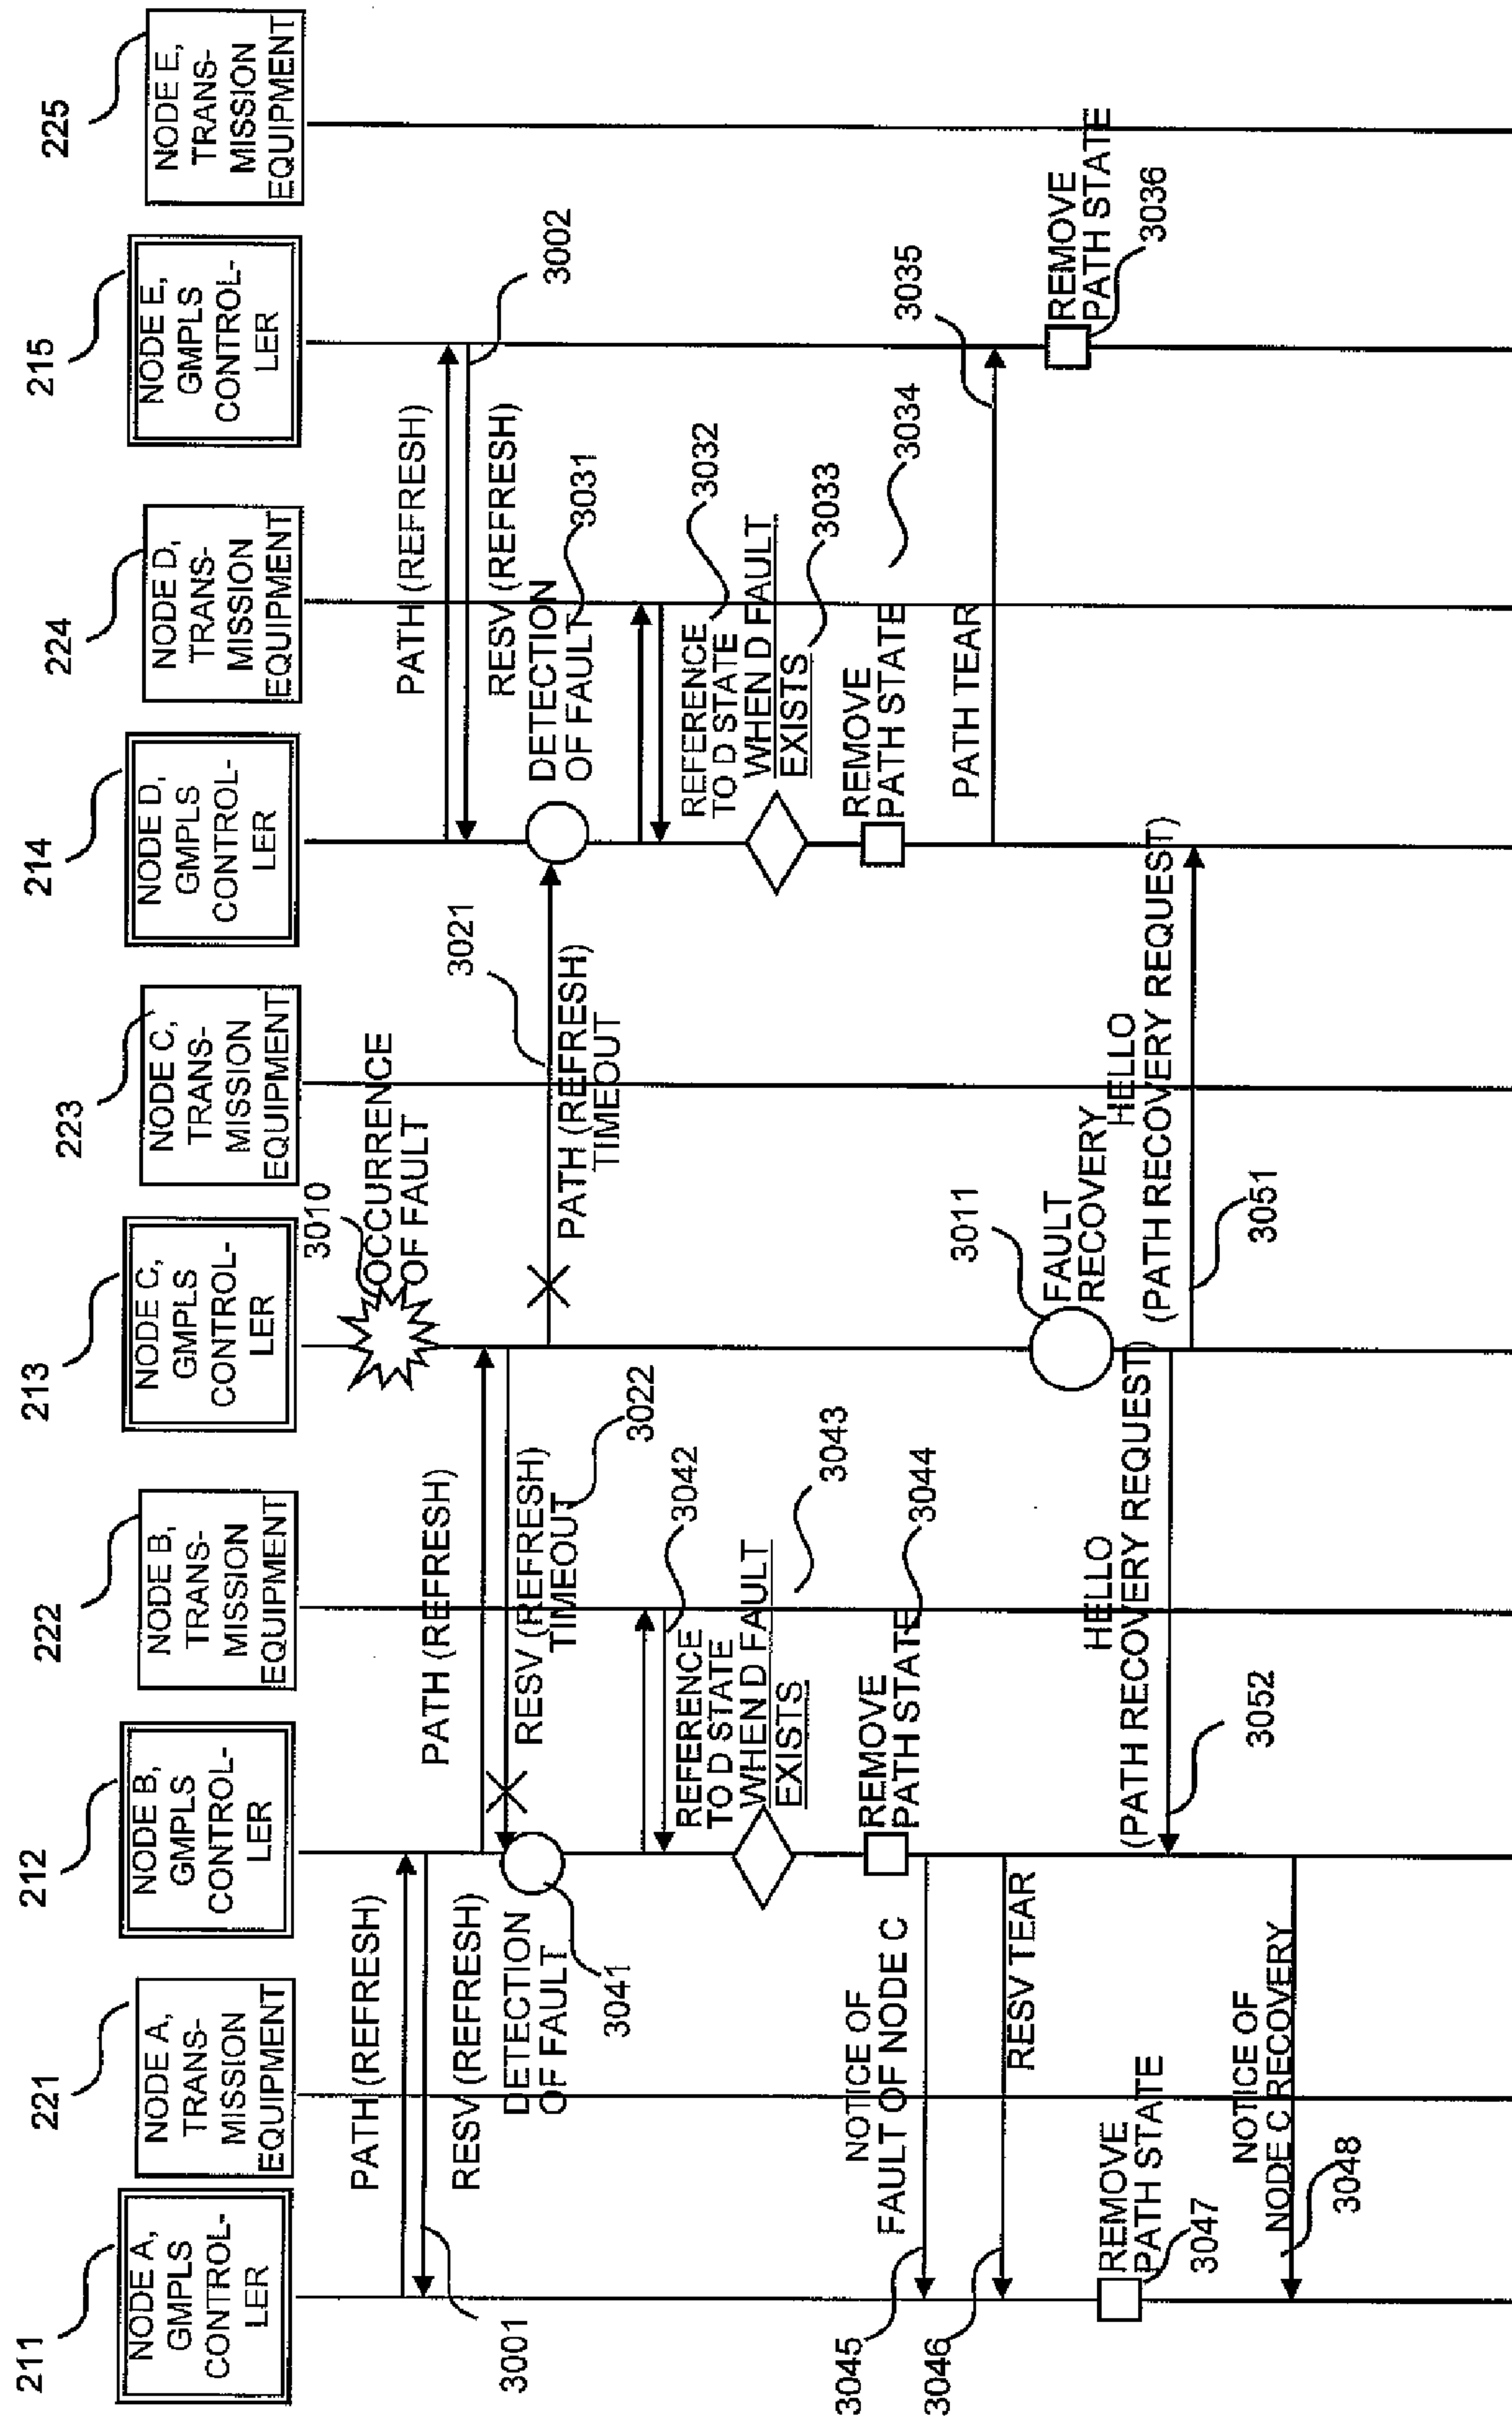 211
NODE A,
GMPLS
CONTROL-
LER
221
NODE A,
TRANS-
MISSION
EQUIPMENT
212
NODE B,
GMPLS
CONTROL-
LER
222
NODE B,
TRANS-
MISSION
EQUIPMENT
213
NODE C,
GMPLS
CONTROL-
LER
223
NODE C,
TRANS-
MISSION
EQUIPMENT
214
NODE D,
GMPLS
CONTROL-
LER
224
NODE D,
TRANS-
MISSION
EQUIPMENT
215
NODE E,
GMPLS
CONTROL-
LER
225
NODE E,
TRANS-
MISSION
EQUIPMENT
3010
OCCURRENCE
OF FAULT
PATH (REFRESH)
RESV (REFRESH)
3001
PATH (REFRESH)
RESV (REFRESH)
TIMEOUT
3022
PATH (REFRESH)
RESV (REFRESH)
3002
3021
PATH (REFRESH)
TIMEOUT
DETECTION
OF FAULT
3041
DETECTION
OF FAULT
3031
3042
REFERENCE
TO D STATE
WHEN D FAULT
EXISTS
3043
REMOVE
PATH STATE
3044
REFERENCE
TO D STATE
3032
WHEN D FAULT
EXISTS
3033
REMOVE
PATH STATE
3034
NOTICE OF
FAULT OF NODE C
3045
RESV TEAR
3046
PATH TEAR
3035
3011
FAULT
RECOVERY
REMOVE
PATH STATE
3036
REMOVE
PATH STATE
3047
HELLO
(PATH RECOVERY REQUEST)
3052
HELLO
(PATH RECOVERY REQUEST)
3051
NOTICE OF
NODE C RECOVERY
3048